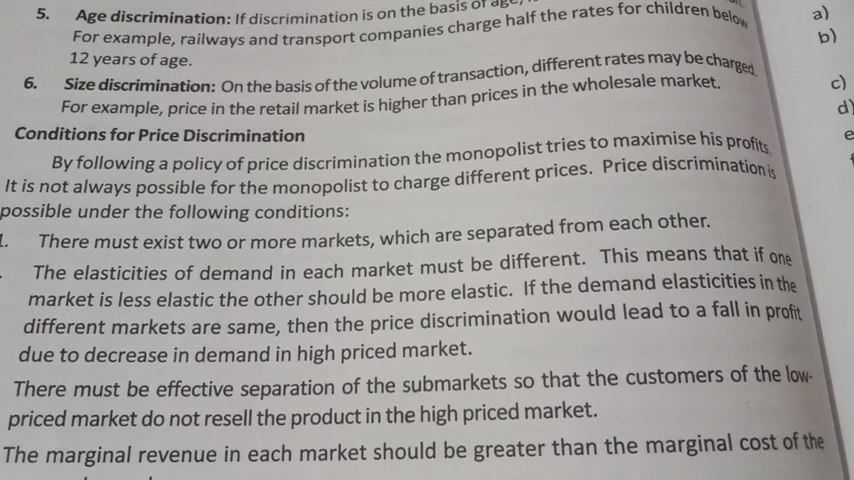 5. Age discrimination: If discrimination is on the basis of age,
For example, railways and transport companies charge half the rates for children below
12 years of age.
6. Size discrimination: On the basis of the volume of transaction, different rates may be charged.
For example, price in the retail market is higher than prices in the wholesale market.
Conditions for Price Discrimination
By following a policy of price discrimination the monopolist tries to maximise his profits.
It is not always possible for the monopolist to charge different prices. Price discrimination is
possible under the following conditions:
1. There must exist two or more markets, which are separated from each other.
The elasticities of demand in each market must be different. This means that if one
market is less elastic the other should be more elastic. If the demand elasticities in the
different markets are same, then the price discrimination would lead to a fall in profit
due to decrease in demand in high priced market.
There must be effective separation of the submarkets so that the customers of the low-
priced market do not resell the product in the high priced market.
The marginal revenue in each market should be greater than the marginal cost of the
a)
b)
c)
d)
e